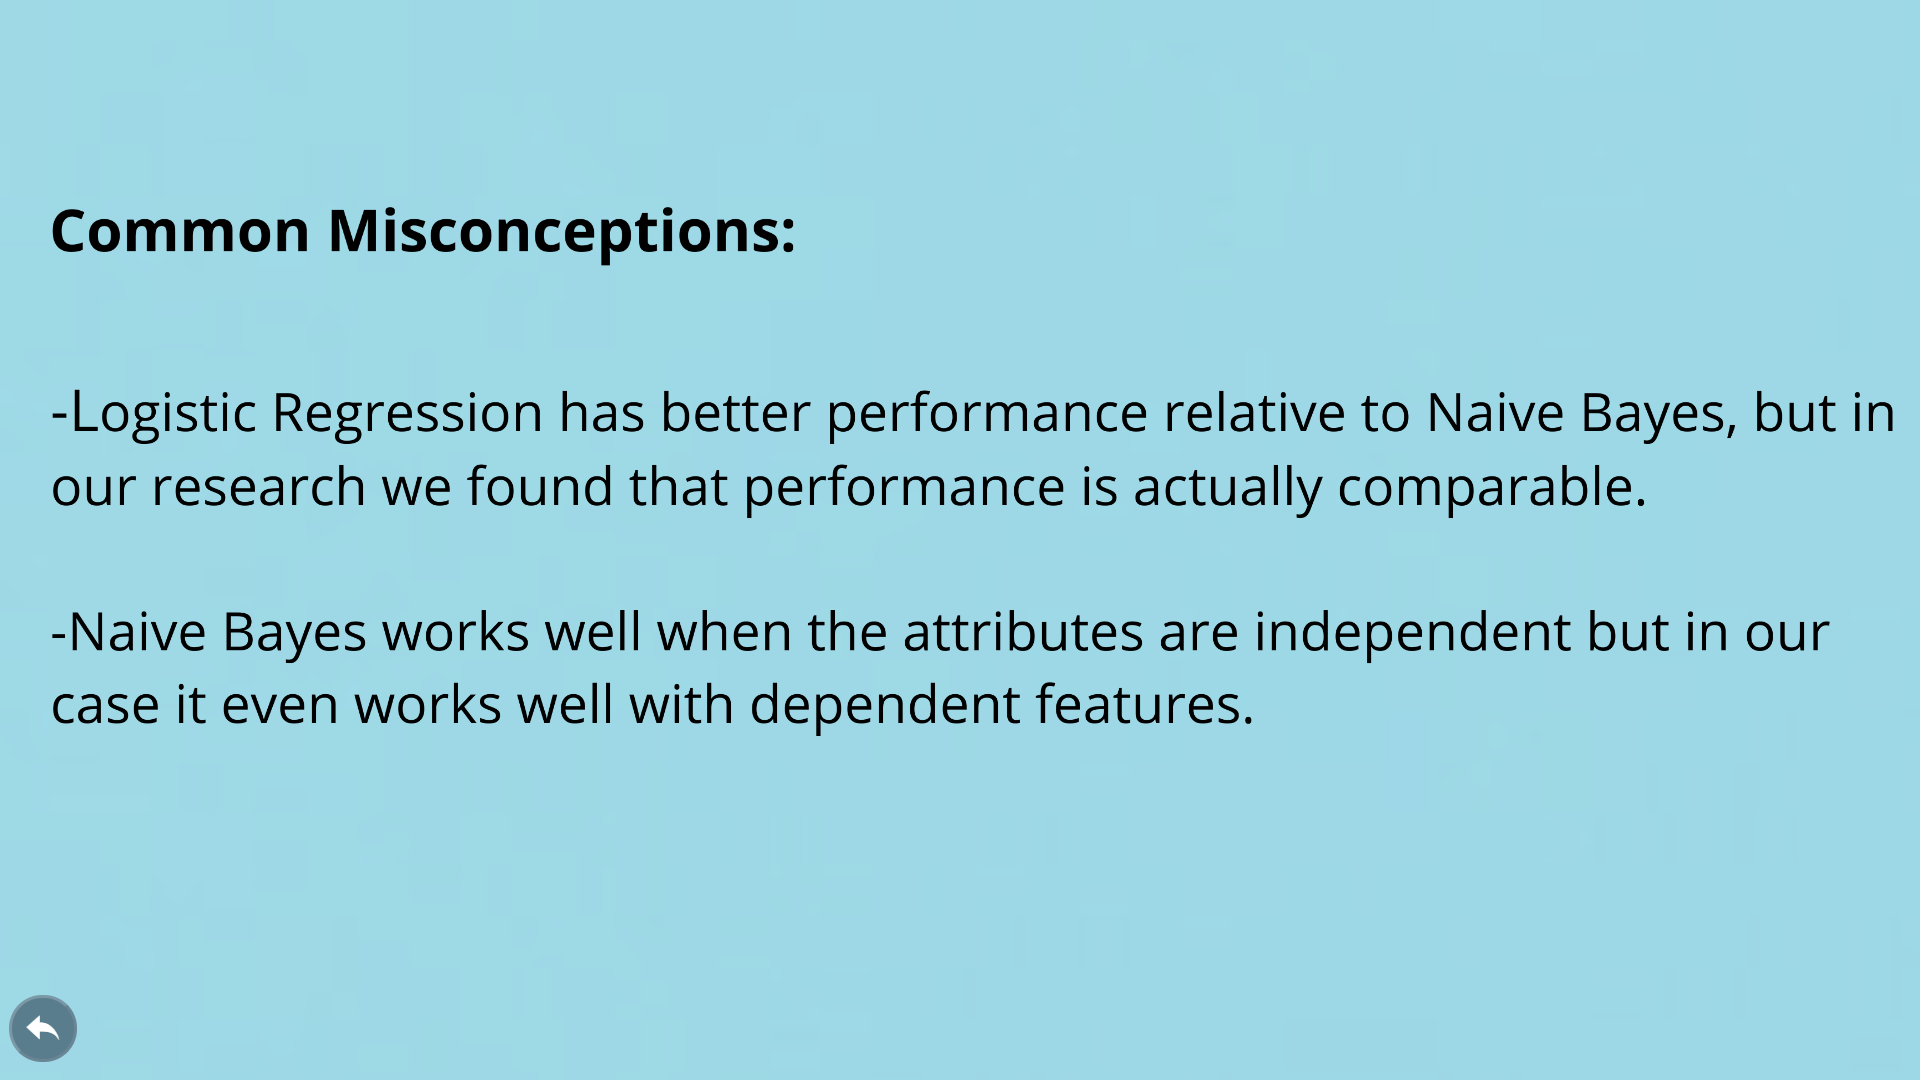 Common Misconceptions:
-Logistic Regression has better performance relative to Naive Bayes, but in
our research we found that performance is actually comparable.
-Naive Bayes works well when the attributes are independent but in our
case it even works well with dependent features.